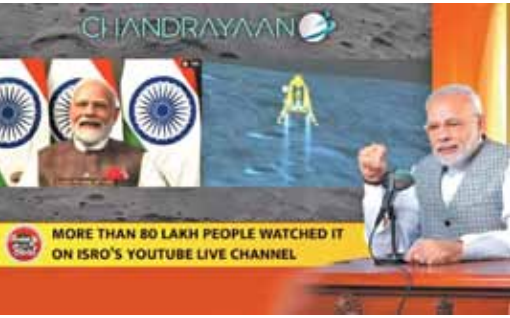 CHANDRAYAAN
MORE THAN 80 LAKH PEOPLE WATCHED IT
ON ISRO'S YOUTUBE LIVE CHANNEL